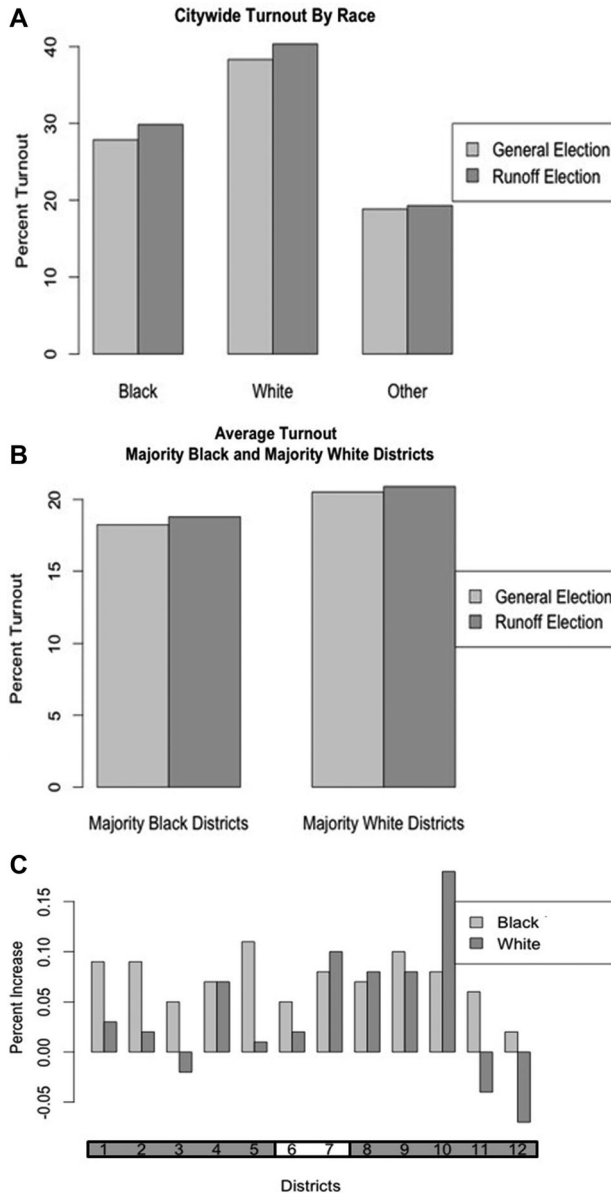 A
Citywide Turnout By Race
Percent Turnout
40
30
20
10
0
General Election
Runoff Election
Black
White
Other
B
Average Turnout
Majority Black and Majority White Districts
Percent Turnout
20
15
10
5
0
General Election
Runoff Election
Majority Black Districts
Majority White Districts
C
Percent Increase
0.15
0.10
0.05
0.00
-0.05
Black
White
1 2 3 4 5 6 7 8 9 10 11 12
Districts